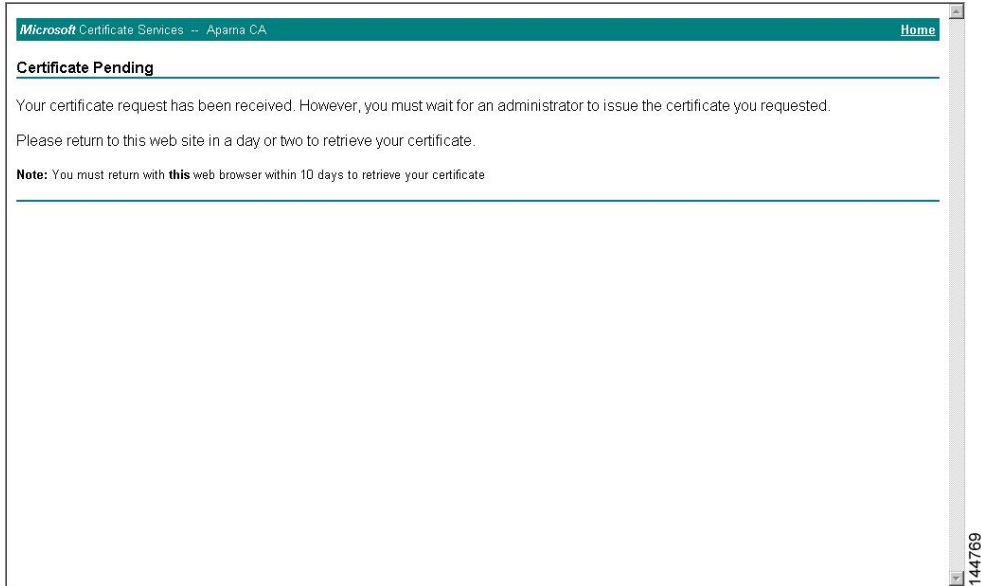 Microsoft Certificate Services -- Aparna CA Home
Certificate Pending
Your certificate request has been received. However, you must wait for an administrator to issue the certificate you requested.
Please return to this web site in a day or two to retrieve your certificate.
Note: You must return with this web browser within 10 days to retrieve your certificate
144769